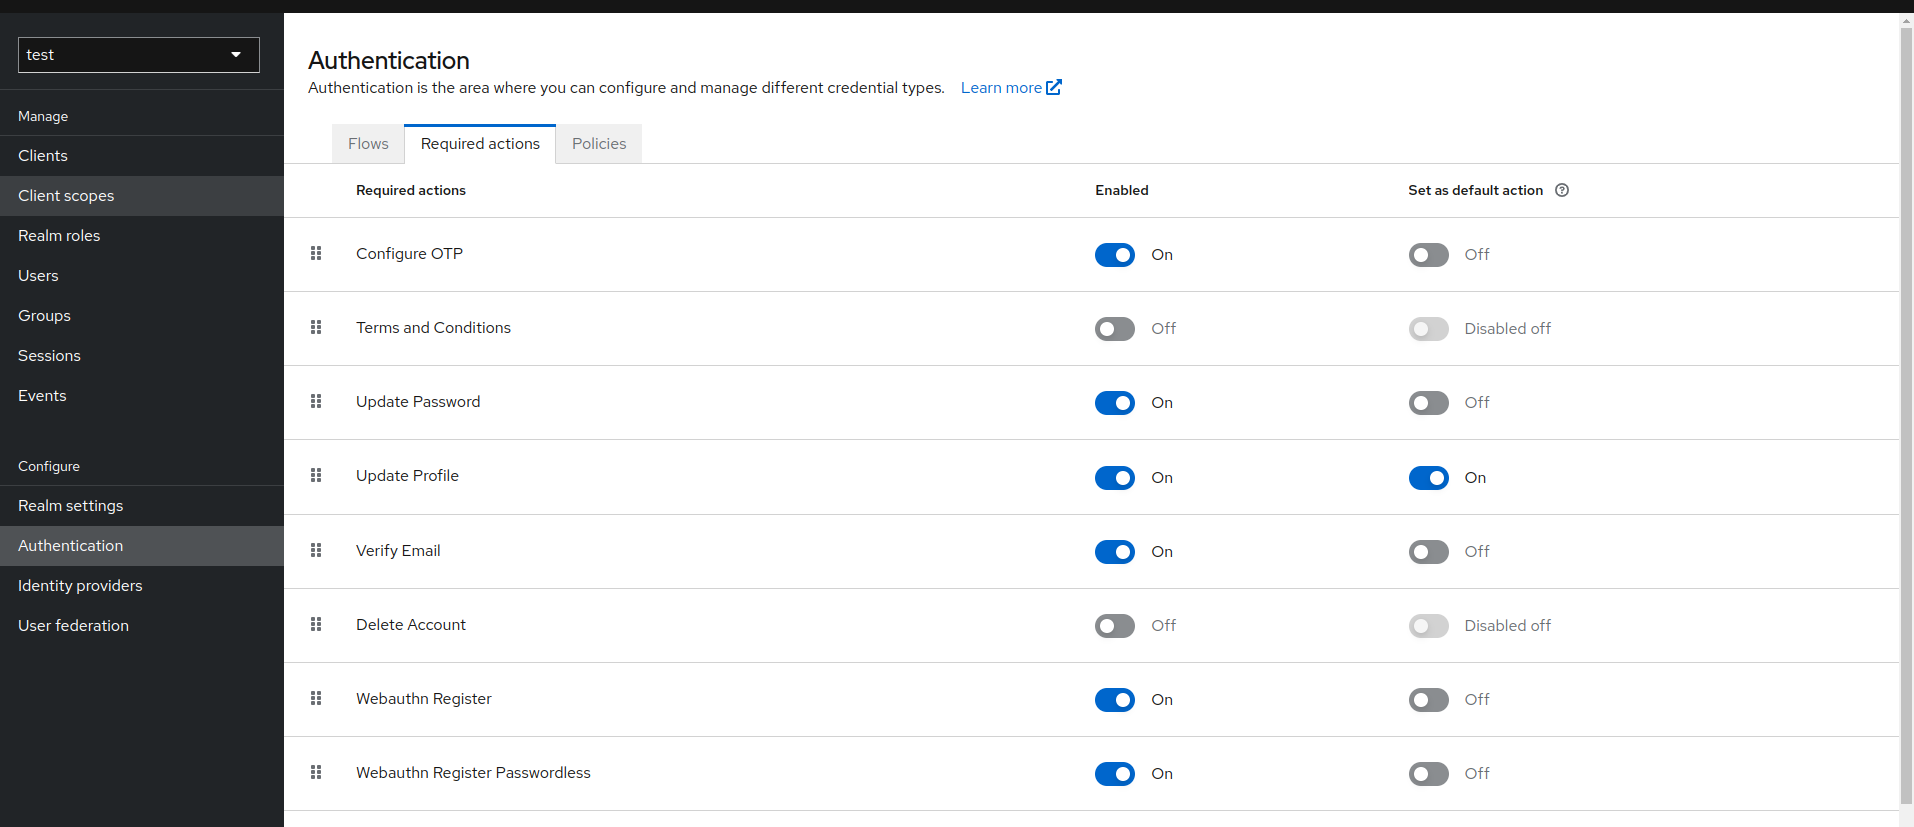 test
Manage
Clients
Client scopes
Realm roles
Users
Groups
Sessions
Events
Configure
Realm settings
Authentication
Identity providers
User federation
Authentication
Authentication is the area where you can configure and manage different credential types. Learn more
Flows Required actions Policies
Required actions Enabled Set as default action
Configure OTP On Off
Terms and Conditions Off Disabled off
Update Password On Off
Update Profile On On
Verify Email On Off
Delete Account Off Disabled off
Webauthn Register On Off
Webauthn Register Passwordless On Off